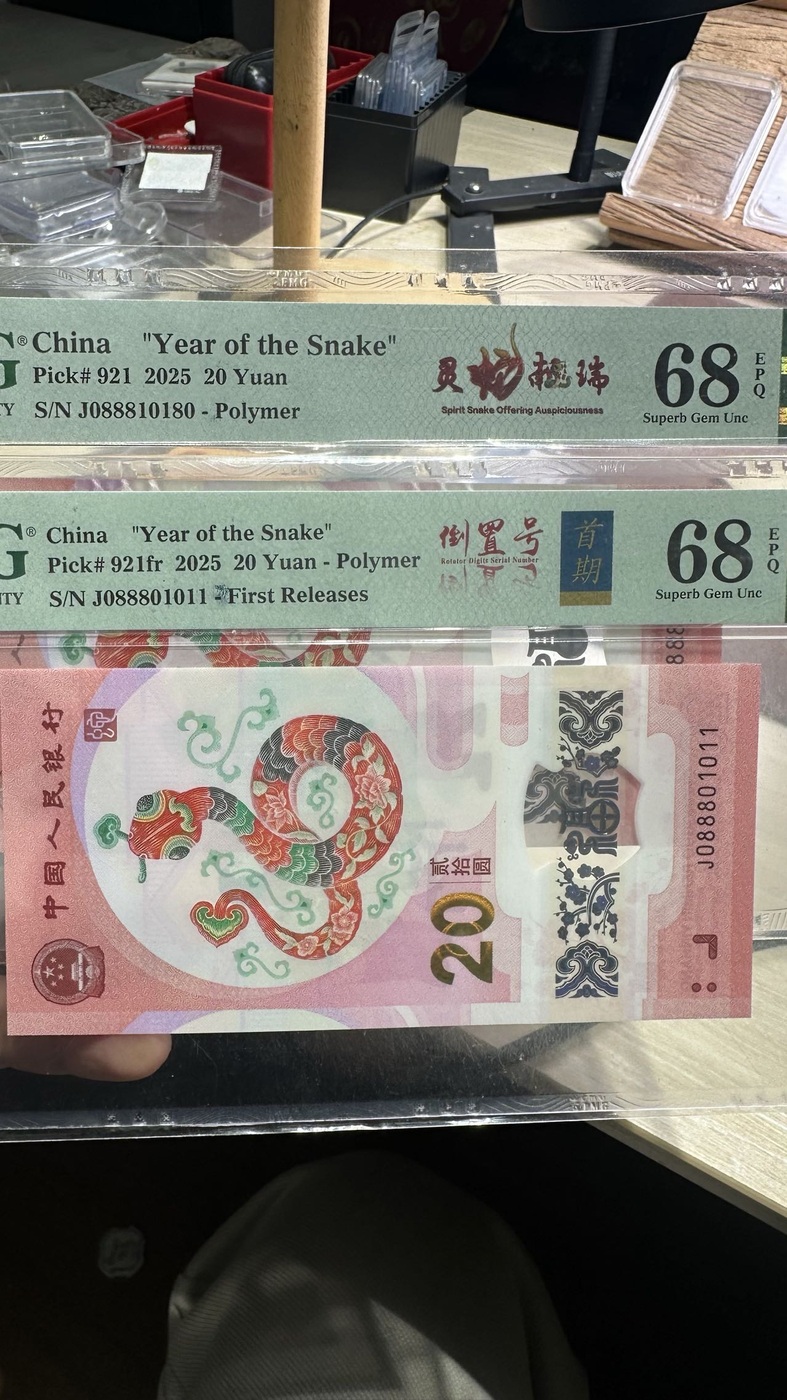 China "Year of the Snake"
Pick# 921 2025 20 Yuan
S/N J088810180 - Polymer
灵蛇献瑞
Spirit Snake Offering Auspiciousness
68
EPQ
Superb Gem Unc
G®
TY
China "Year of the Snake"
Pick# 921fr 2025 20 Yuan - Polymer
S/N J088801011 - First Releases
倒置号
Rotator Digits Serial Number
首期
68
EPQ
Superb Gem Unc
G®
NTY
中国人民银行
贰拾圆
20
J088801011
888